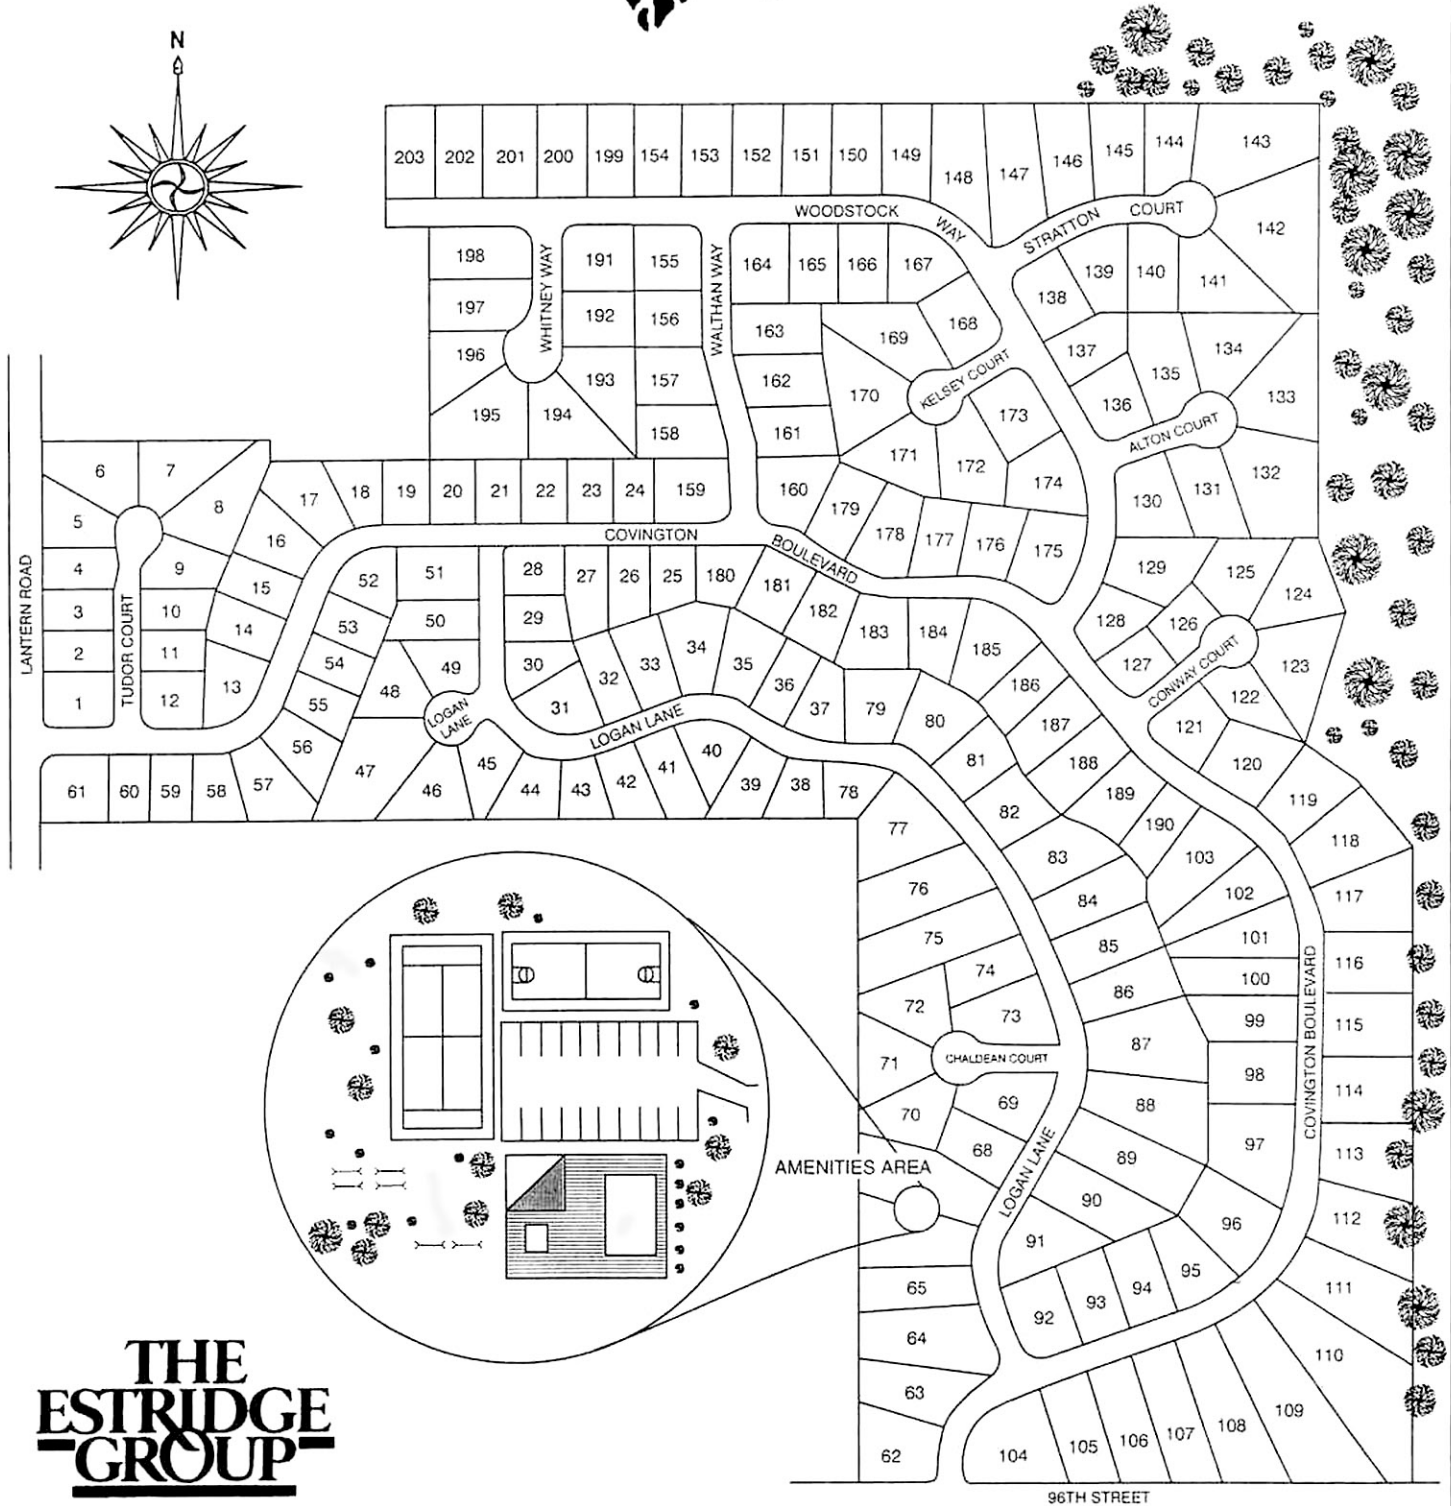 N
203 202 201 200 199 154 153 152 151 150 149 148 147 146 145 144 143
WOODSTOCK WAY
STRATTON COURT
142
198 191 155 164 165 166 167 138 139 140 141
WHITNEY WAY
WALTHAN WAY
197 192 156 163 169 168 137 134
196 193 157 162 170 135 133
KELSEY COURT
195 194 158 161 173 136
ALTON COURT
6 7 171 172 174 132
5 8 17 18 19 20 21 22 23 24 159 160 179 130 131
16 178 177 176 175
COVINGTON BOULEVARD
LANTERN ROAD
TUDOR COURT
4 9 15 52 51 28 27 26 25 180 181 129 125 124
3 10 14 53 50 29 182 183 184 185 128 126
2 11 54 49 30 32 33 34 35 127 123
CONWAY COURT
1 12 13 55 48 31 36 37 79 80 186 187 121 122
LOGAN LANE
LOGAN LANE
56 47 45 40 81 188 120
61 60 59 58 57 46 44 43 42 41 39 38 78 82 189 119
77 190 118
83 103
76 84 102 117
75 85 101
74 100 116
72 86
73 99 115
71 87
CHALDEAN COURT
98 114
COVINGTON BOULEVARD
70 69 88
68 89 97 113
LOGAN LANE
AMENITIES AREA
90
96 112
91
65 95 111
94
93
64 92
110
63 109
108
107
106
105
62 104
96TH STREET
THE
ESTRIDGE
GROUP